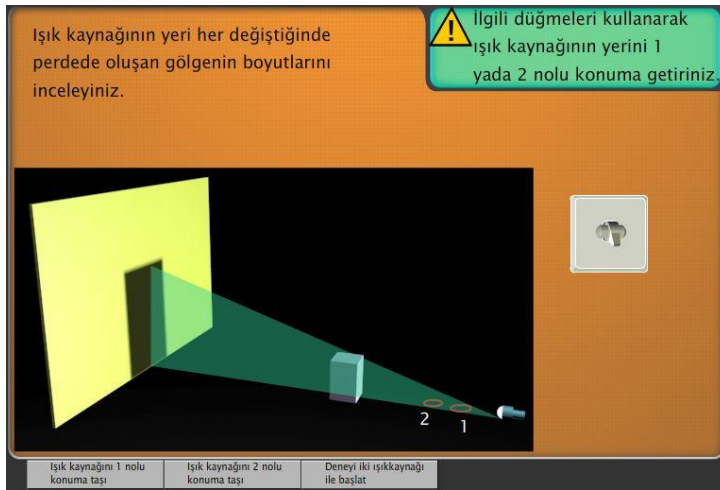 Işık kaynağının yeri her değiştiğinde
perdede oluşan gölgenin boyutlarını
inceleyiniz.
İlgili düğmeleri kullanarak
ışık kaynağının yerini 1
yada 2 nolu konuma getiriniz.
2
1
Işık kaynağını 1 nolu
konuma taşı
Işık kaynağını 2 nolu
konuma taşı
Deneyi iki ışıkkaynağı
ile başlat